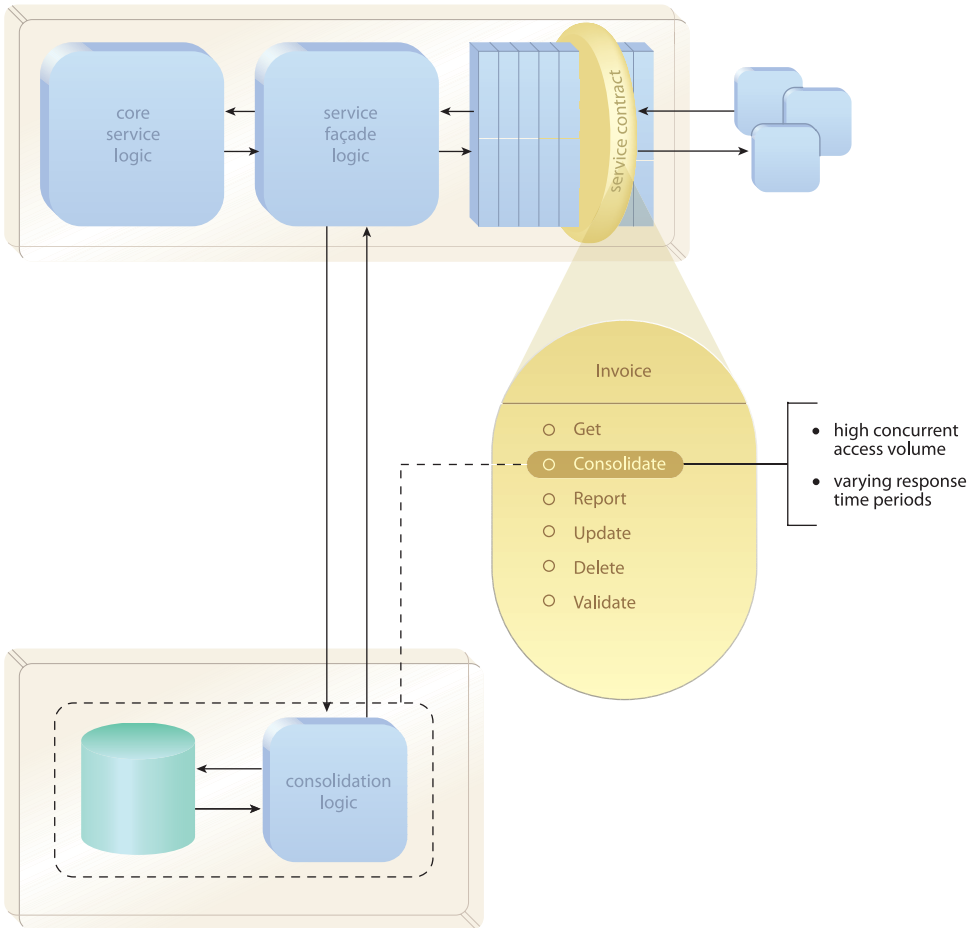 core
service
logic
service
façade
logic
service contract
Invoice
Get
Consolidate
Report
Update
Delete
Validate
• high concurrent
access volume
• varying response
time periods
consolidation
logic